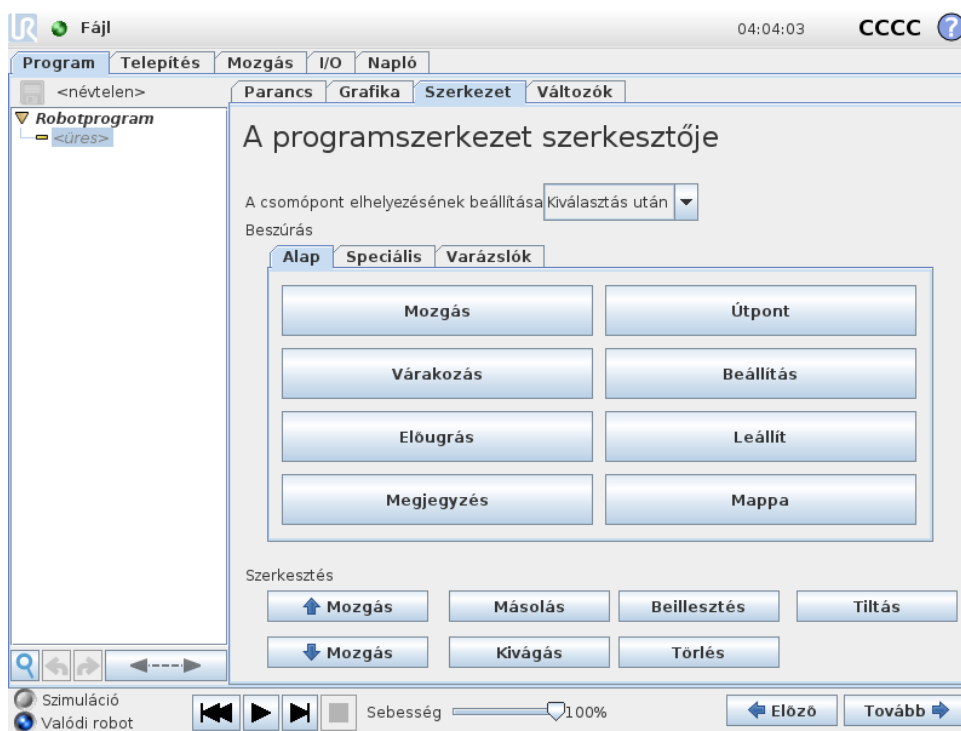 UR Fájl 04:04:03 CCCC ?
Program Telepítés Mozgás I/O Napló
<névtelen>
Parancs Grafika Szerkezet Változók
Robotprogram
<üres>
A programszerkezet szerkesztője
A csomópont elhelyezésének beállítása Kiválasztás után
Beszúrás
Alap Speciális Varázslók
Mozgás Útpont
Várakozás Beállítás
Előugrás Leállít
Megjegyzés Mappa
Szerkesztés
Mozgás Másolás Beillesztés Tiltás
Mozgás Kivágás Törlés
Szimuláció
Valódi robot
Sebesség 100%
Előző Tovább